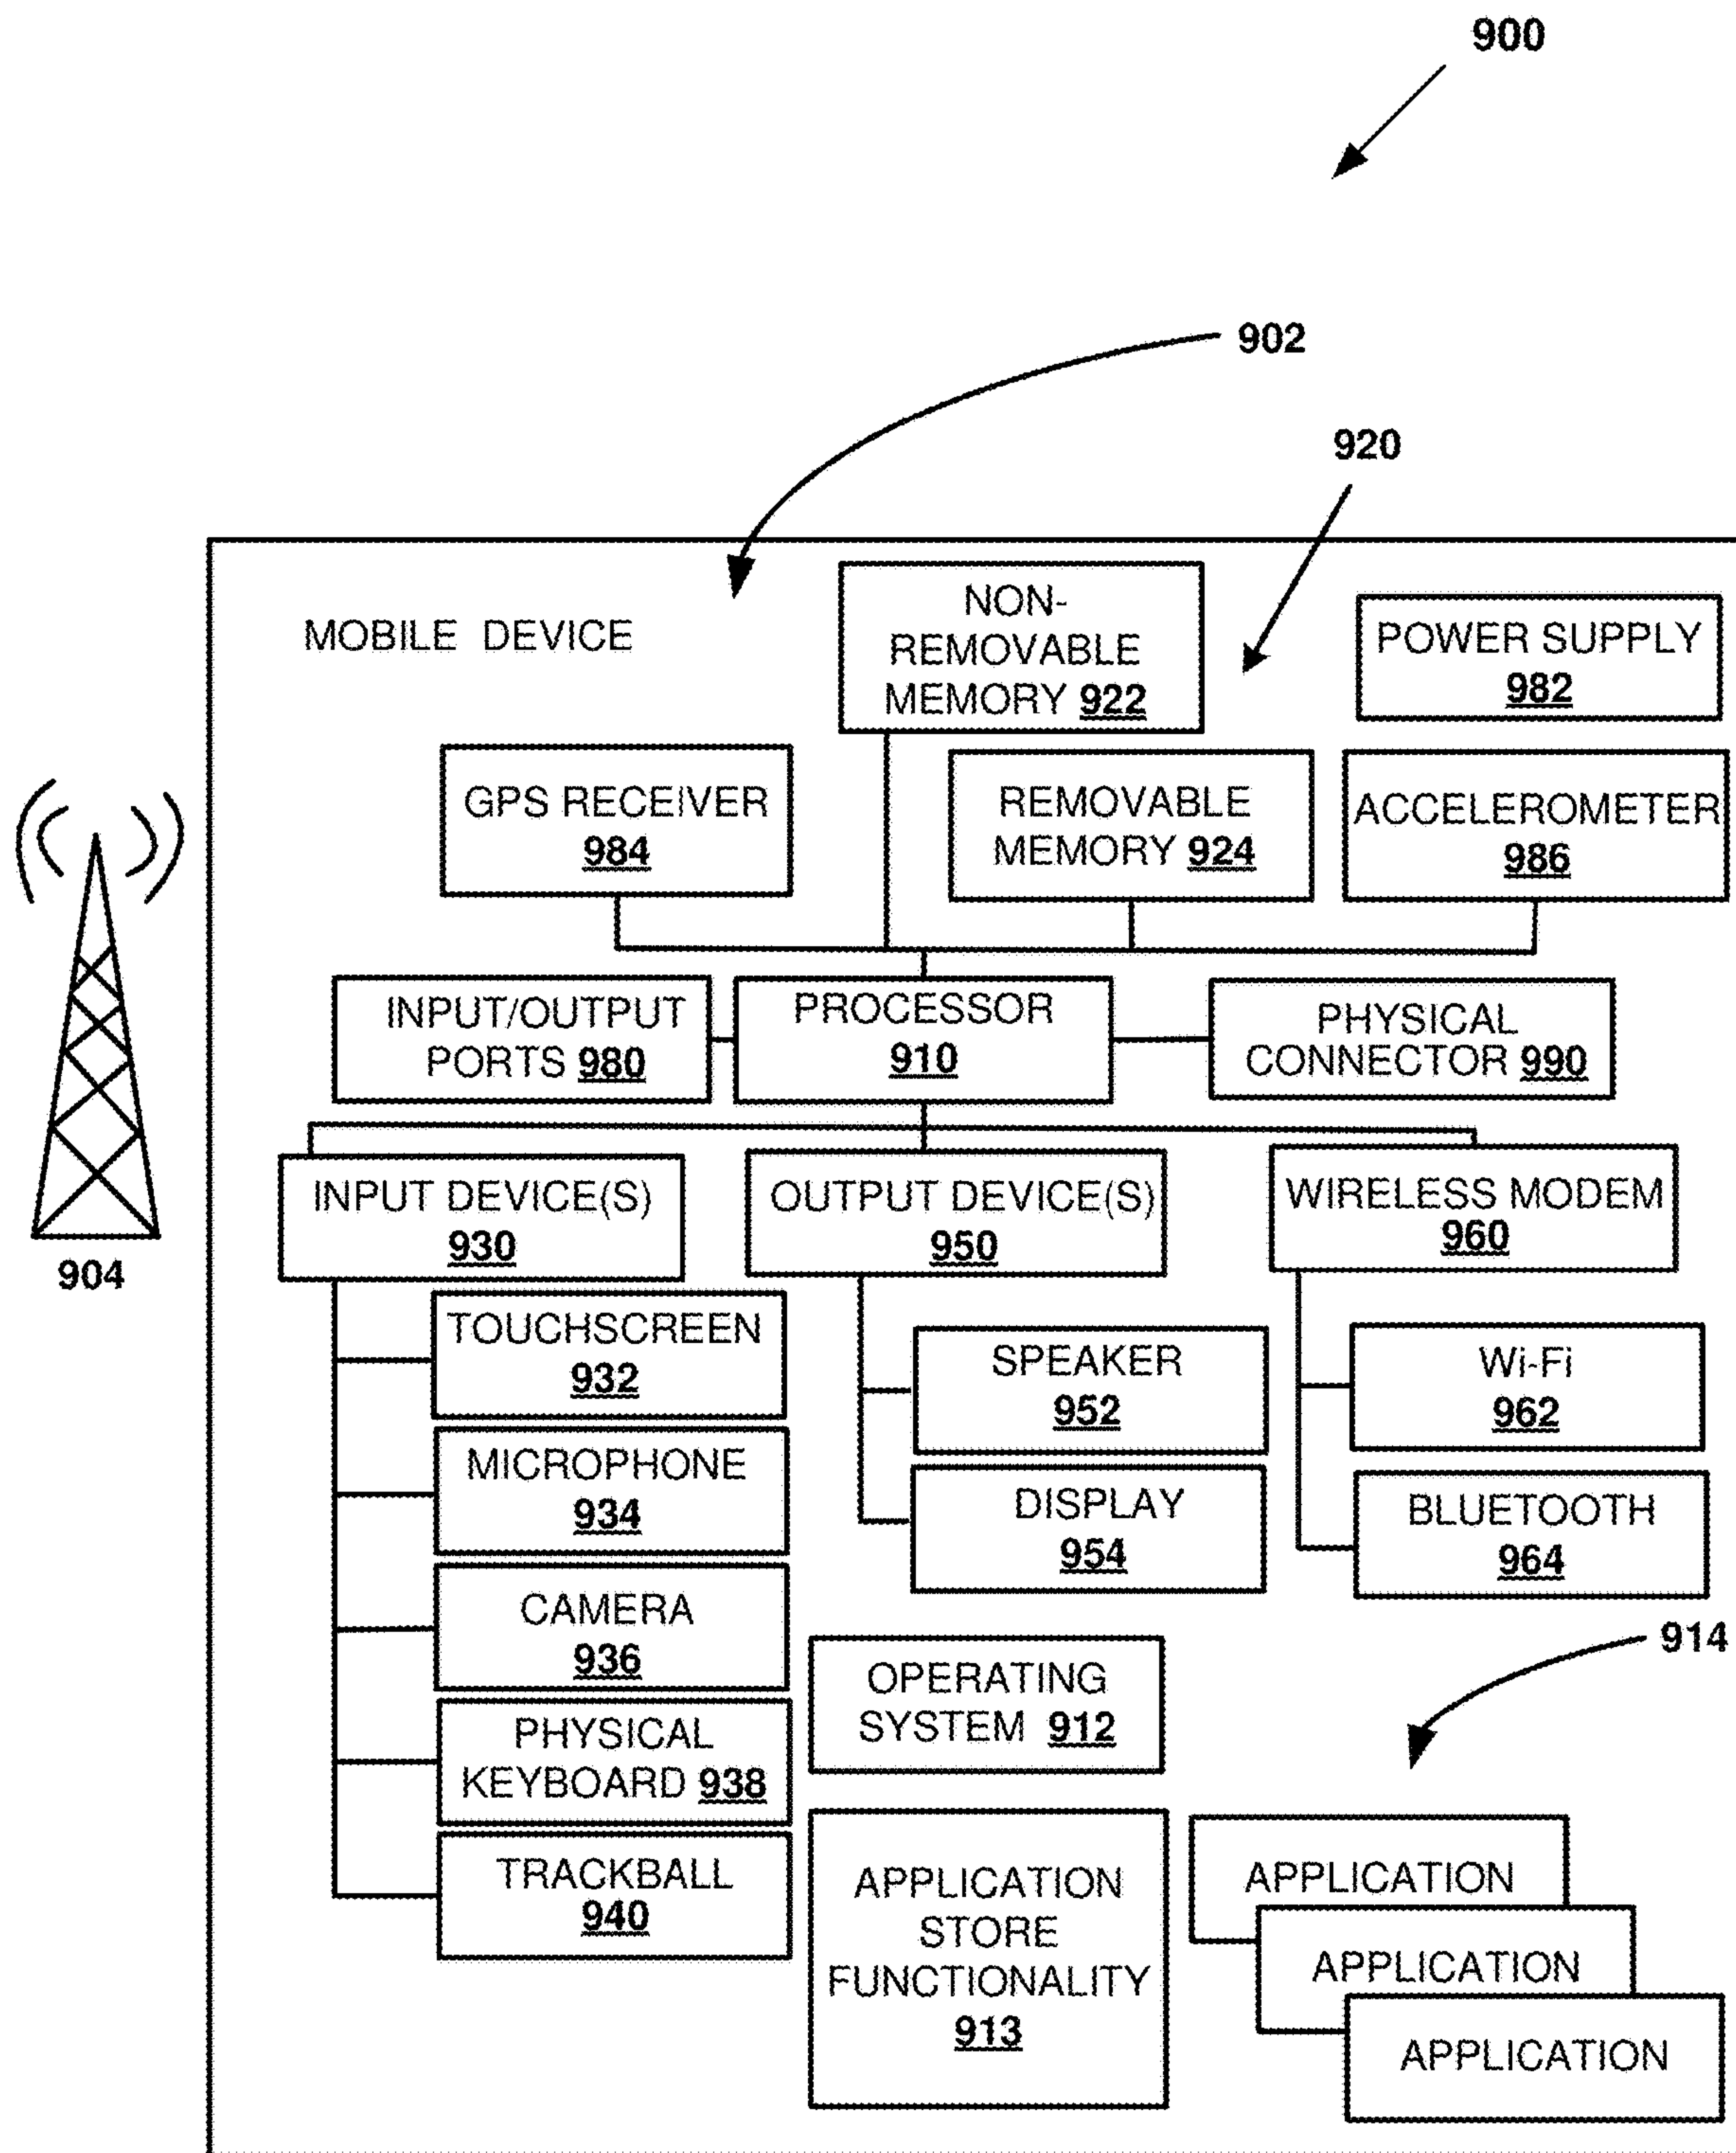 900
902
920
MOBILE DEVICE
NON-
REMOVABLE
MEMORY 922
POWER SUPPLY
982
GPS RECEIVER
984
REMOVABLE
MEMORY 924
ACCELEROMETER
986
INPUT/OUTPUT
PORTS 980
PROCESSOR
910
PHYSICAL
CONNECTOR 990
904
INPUT DEVICE(S)
930
OUTPUT DEVICE(S)
950
WIRELESS MODEM
960
TOUCHSCREEN
932
MICROPHONE
934
CAMERA
936
PHYSICAL
KEYBOARD 938
TRACKBALL
940
SPEAKER
952
DISPLAY
954
Wi-Fi
962
BLUETOOTH
964
914
OPERATING
SYSTEM 912
APPLICATION
STORE
FUNCTIONALITY
913
APPLICATION
APPLICATION
APPLICATION